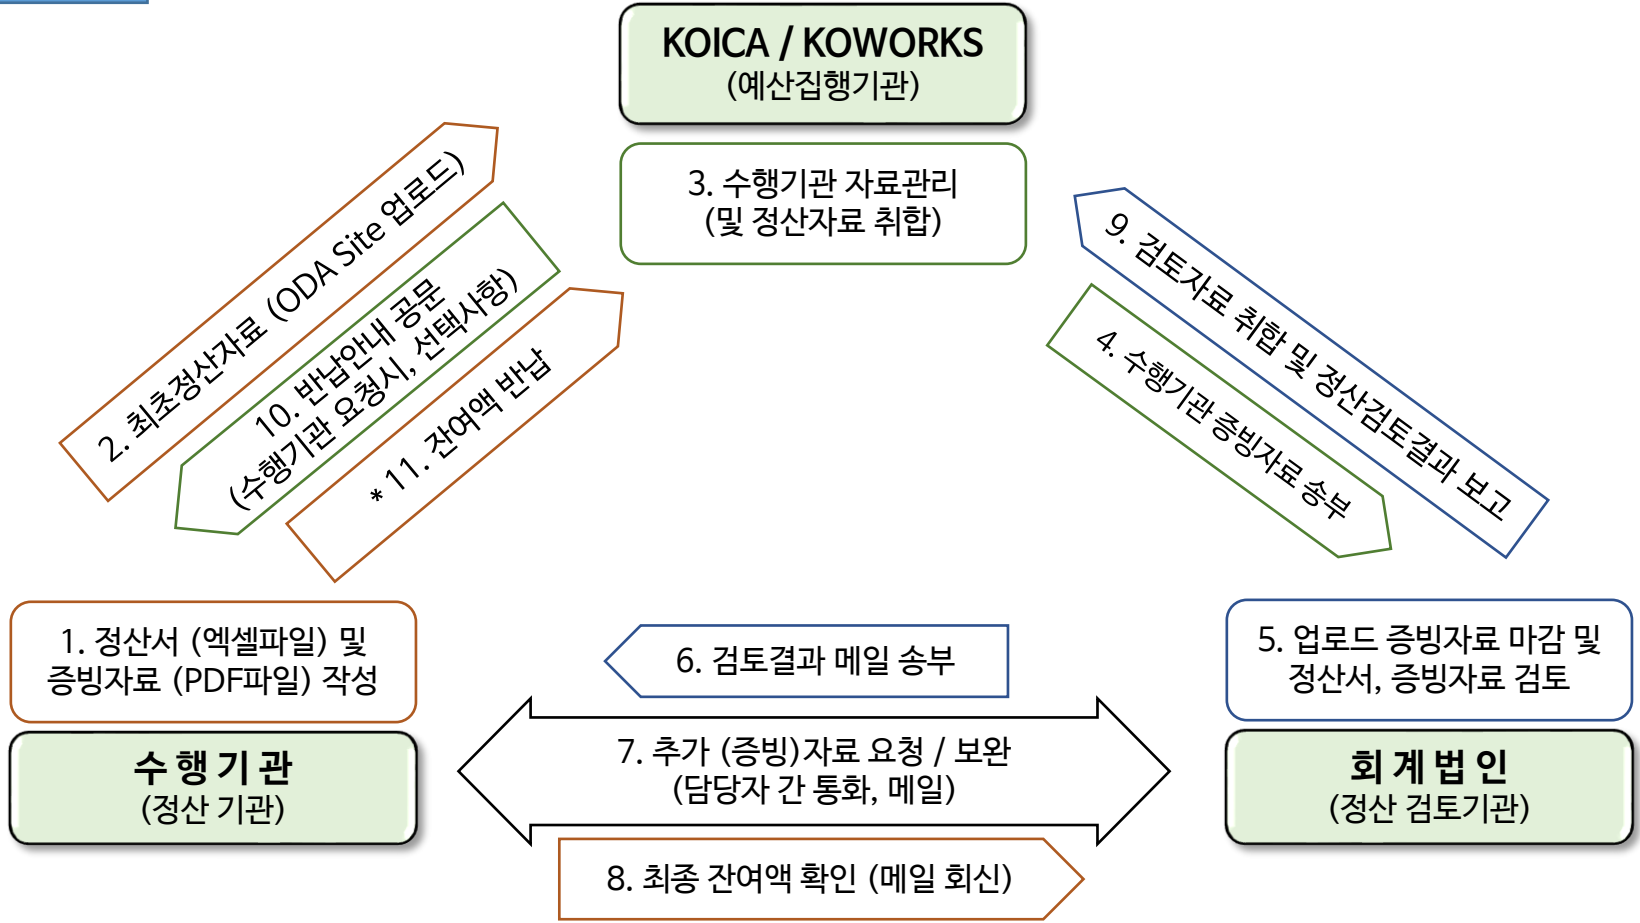 KOICA / KOWORKS
(예산집행기관)
3. 수행기관 자료관리
(및 정산자료 취합)
2. 최초정산자료 (ODA Site 업로드)
10. 반납안내 공문
(수행기관 요청시, 선택사항)
* 11. 잔여액 반납
9. 검토자료 취합 및 정산검토결과 보고
4. 수행기관 증빙자료 송부
1. 정산서 (엑셀파일) 및
증빙자료 (PDF파일) 작성
수 행 기 관
(정산 기관)
6. 검토결과 메일 송부
7. 추가 (증빙)자료 요청 / 보완
(담당자 간 통화, 메일)
8. 최종 잔여액 확인 (메일 회신)
5. 업로드 증빙자료 마감 및
정산서, 증빙자료 검토
회 계 법 인
(정산 검토기관)